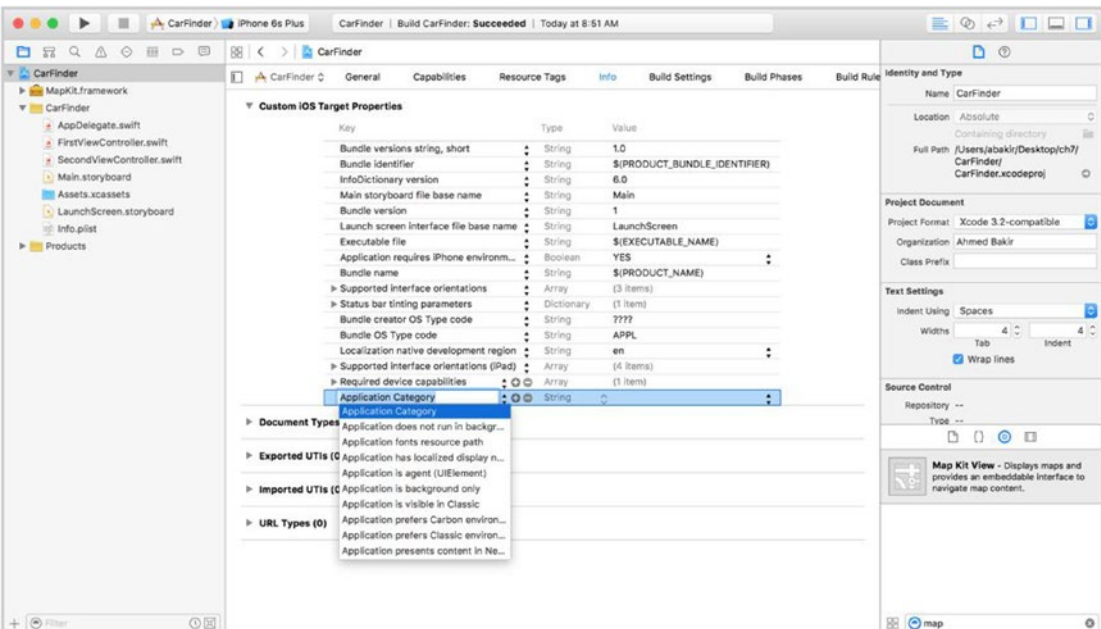 CarFinder iPhone 6s Plus CarFinder | Build CarFinder: Succeeded | Today at 8:51 AM
CarFinder
CarFinder
MapKit.framework
CarFinder
AppDelegate.swift
FirstViewController.swift
SecondViewController.swift
Main.storyboard
Assets.xcassets
LaunchScreen.storyboard
Info.plist
Products
Filter
CarFinder General Capabilities Resource Tags Info Build Settings Build Phases Build Rule
Custom iOS Target Properties
Key Type Value
Bundle versions string, short String 1.0
Bundle identifier String $(PRODUCT_BUNDLE_IDENTIFIER)
InfoDictionary version String 6.0
Main storyboard file base name String Main
Bundle version String 1
Launch screen interface file base name String LaunchScreen
Executable file String $(EXECUTABLE_NAME)
Application requires iPhone environm... Boolean YES
Bundle name String $(PRODUCT_NAME)
Supported interface orientations Array (3 items)
Status bar tinting parameters Dictionary (1 item)
Bundle creator OS Type code String ????
Bundle OS Type code String APPL
Localization native development region String en
Supported interface orientations (iPad) Array (4 items)
Required device capabilities Array (1 item)
Application Category String
Application Category
Application does not run in backgr...
Application fonts resource path
Application has localized display n...
Application is agent (UIElement)
Application is background only
Application is visible in Classic
Application prefers Carbon environ...
Application prefers Classic environ...
Application presents content in Ne...
Document Types
Exported UTIs (0
Imported UTIs (0
URL Types (0)
Identity and Type
Name CarFinder
Location Absolute
Containing directory
Full Path /Users/abakir/Desktop/ch7/
CarFinder/
CarFinder.xcodeproj
Project Document
Project Format Xcode 3.2-compatible
Organization Ahmed Bakir
Class Prefix
Text Settings
Indent Using Spaces
Widths 4 4
Tab Indent
Wrap lines
Source Control
Repository --
Type --
Map Kit View - Displays maps and
provides an embeddable interface to
navigate map content.
map